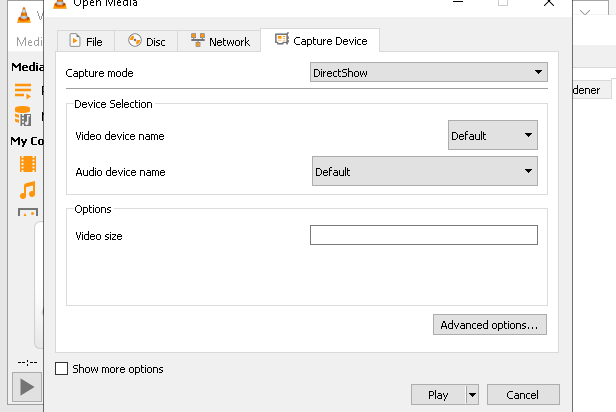 Open Media
Medi
File
Disc
Network
Capture Device
Media
Capture mode
DirectShow
dener
Device Selection
Video device name
Default
My Co
Audio device name
Default
Options
Video size
Advanced options...
--:--
Show more options
Play
Cancel